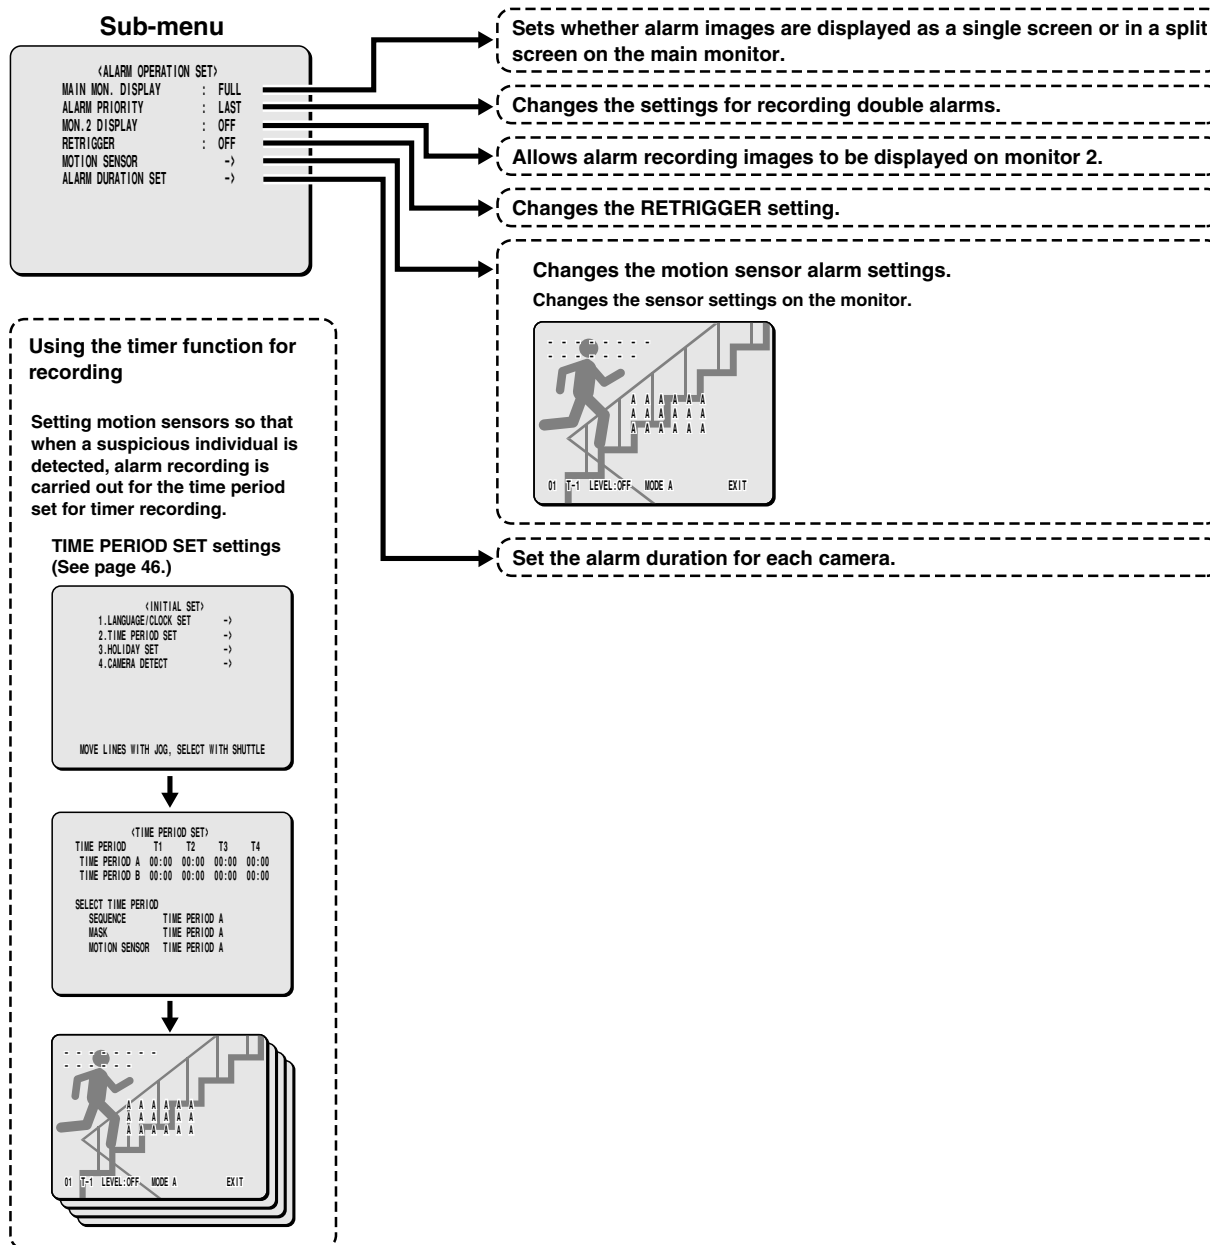 Sub-menu
<ALARM OPERATION SET>
MAIN MON. DISPLAY : FULL
ALARM PRIORITY : LAST
MON.2 DISPLAY : OFF
RETRIGGER : OFF
MOTION SENSOR ->
ALARM DURATION SET ->
Sets whether alarm images are displayed as a single screen or in a split
screen on the main monitor.
Changes the settings for recording double alarms.
Allows alarm recording images to be displayed on monitor 2.
Changes the RETRIGGER setting.
Changes the motion sensor alarm settings.
Changes the sensor settings on the monitor.
- - - - - - - -
- - - - - - -
A A A A A A
A A A A A A
A A A A A A
01 T-1 LEVEL:OFF MODE A EXIT
Set the alarm duration for each camera.
Using the timer function for
recording
Setting motion sensors so that
when a suspicious individual is
detected, alarm recording is
carried out for the time period
set for timer recording.
TIME PERIOD SET settings
(See page 46.)
<INITIAL SET>
1.LANGUAGE/CLOCK SET ->
2.TIME PERIOD SET ->
3.HOLIDAY SET ->
4.CAMERA DETECT ->
MOVE LINES WITH JOG, SELECT WITH SHUTTLE
<TIME PERIOD SET>
TIME PERIOD T1 T2 T3 T4
TIME PERIOD A 00:00 00:00 00:00 00:00
TIME PERIOD B 00:00 00:00 00:00 00:00
SELECT TIME PERIOD
SEQUENCE TIME PERIOD A
MASK TIME PERIOD A
MOTION SENSOR TIME PERIOD A
- - - - - - - -
- - - - - -
A A A A A A
A A A A A A
A A A A A A
01 T-1 LEVEL:OFF MODE A EXIT